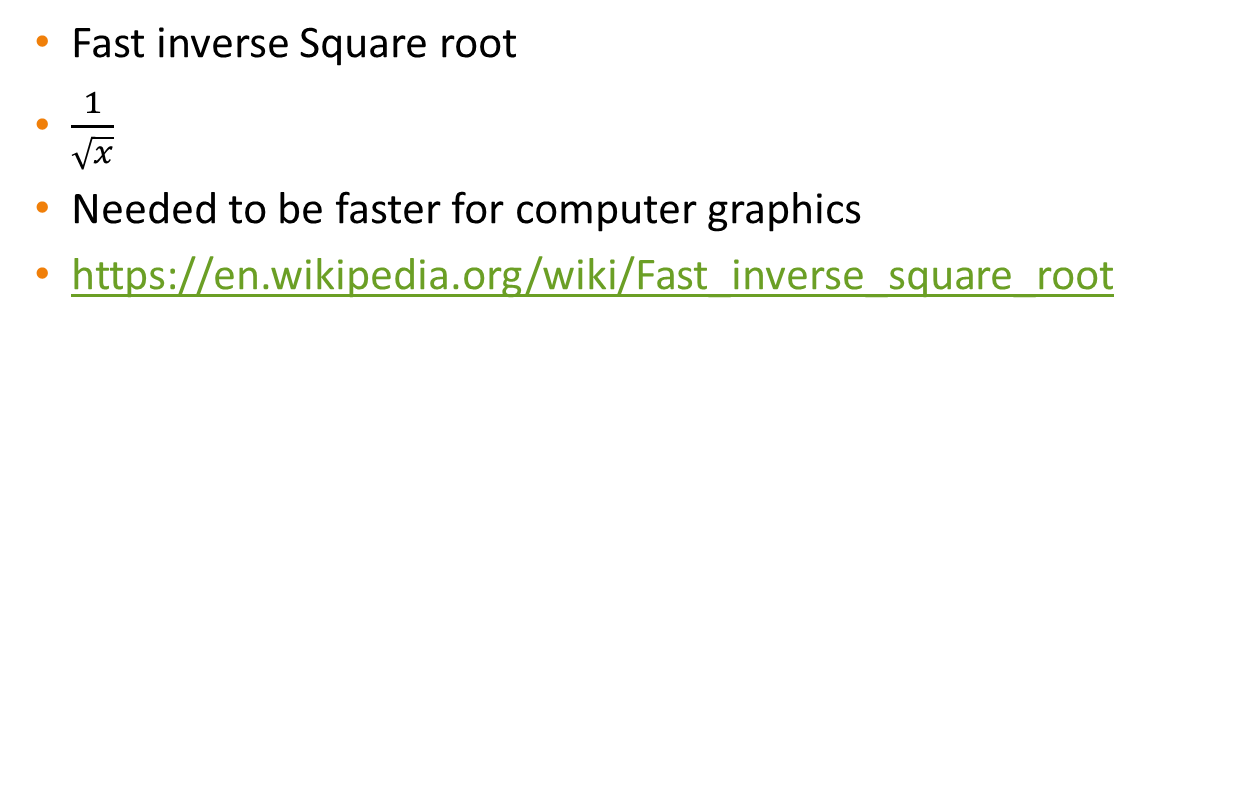 • Fast inverse Square root
• 1/√x
• Needed to be faster for computer graphics
• https://en.wikipedia.org/wiki/Fast_inverse_square_root